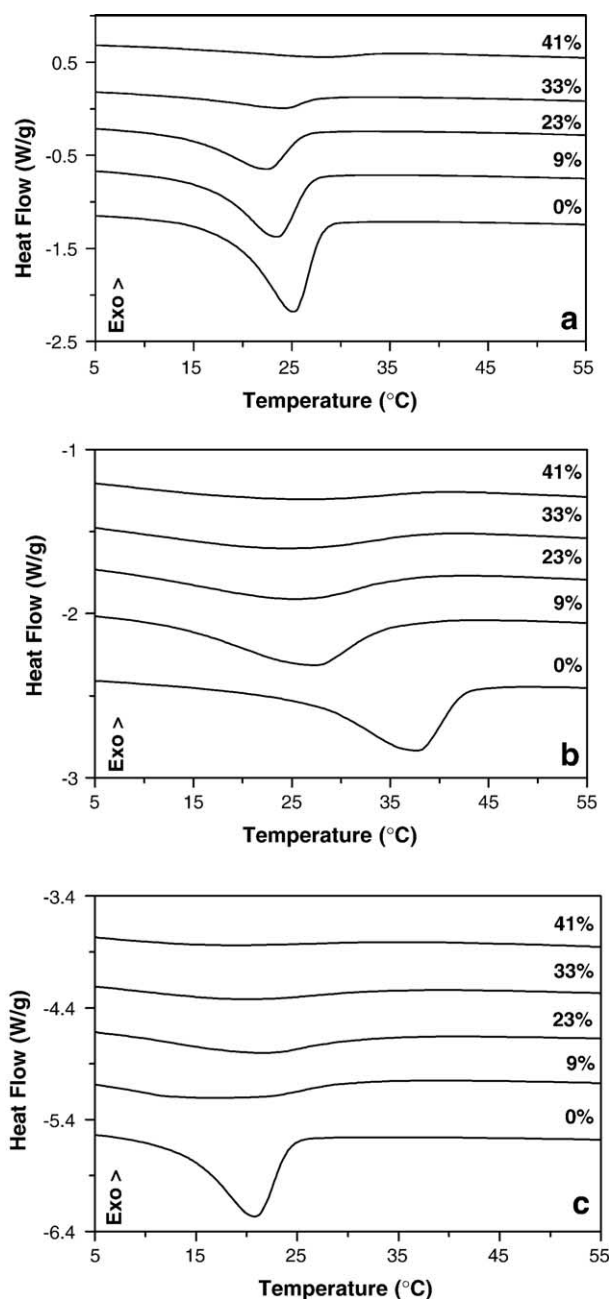 0.5
-0.5
-1.5
-2.5
Heat Flow (W/g)
Exo >
41%
33%
23%
9%
0%
a
5 15 25 35 45 55
Temperature (°C)
-1
-2
-3
Heat Flow (W/g)
Exo >
41%
33%
23%
9%
0%
b
5 15 25 35 45 55
Temperature (°C)
-3.4
-4.4
-5.4
-6.4
Heat Flow (W/g)
Exo >
41%
33%
23%
9%
0%
c
5 15 25 35 45 55
Temperature (°C)